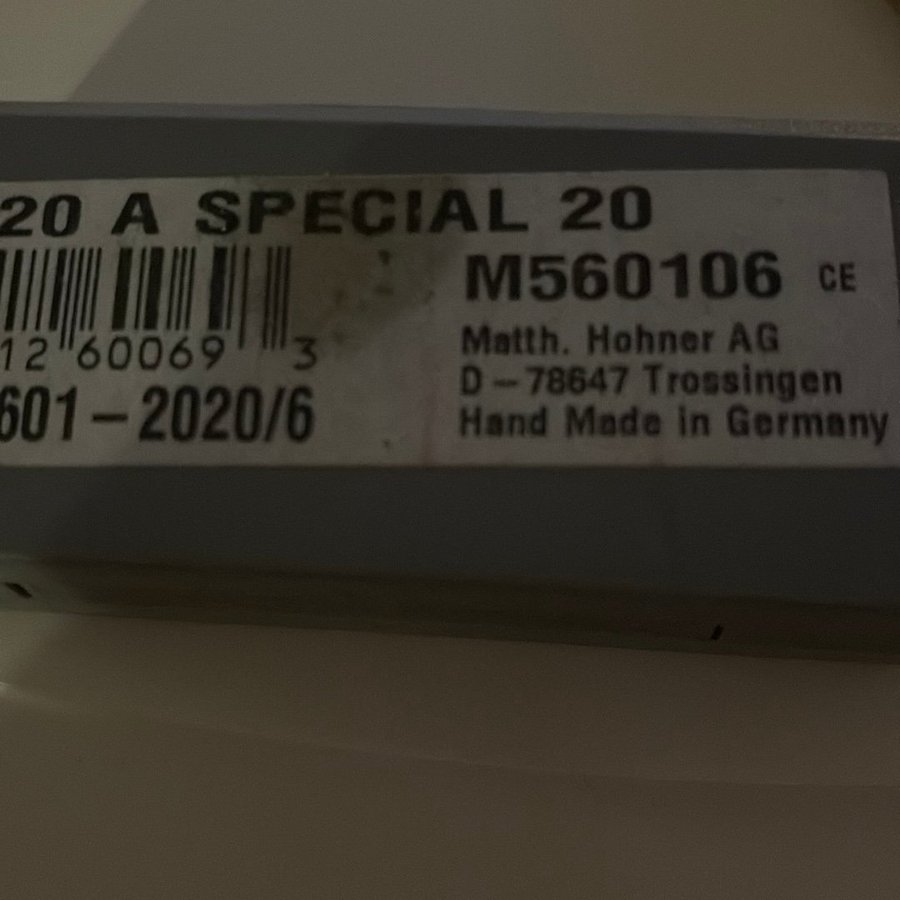 20 A SPECIAL 20
M560106 CE
12 60069 3
601-2020/6
Matth. Hohner AG
D-78647 Trossingen
Hand Made in Germany